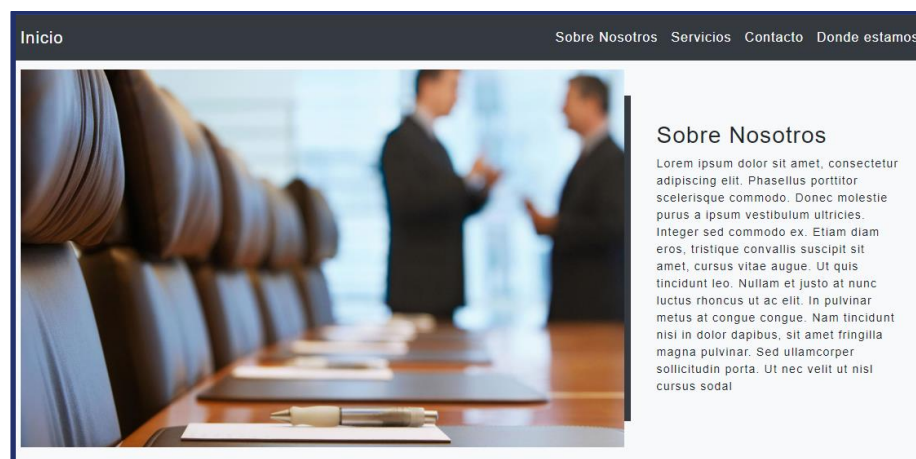 Inicio
Sobre Nosotros Servicios Contacto Donde estamos
Sobre Nosotros
Lorem ipsum dolor sit amet, consectetur
adipiscing elit. Phasellus porttitor
scelerisque commodo. Donec molestie
purus a ipsum vestibulum ultricies.
Integer sed commodo ex. Etiam diam
eros, tristique convallis suscipit sit
amet, cursus vitae augue. Ut quis
tincidunt leo. Nullam et justo at nunc
luctus rhoncus ut ac elit. In pulvinar
metus at congue congue. Nam tincidunt
nisi in dolor dapibus, sit amet fringilla
magna pulvinar. Sed ullamcorper
sollicitudin porta. Ut nec velit ut nisl
cursus sodal